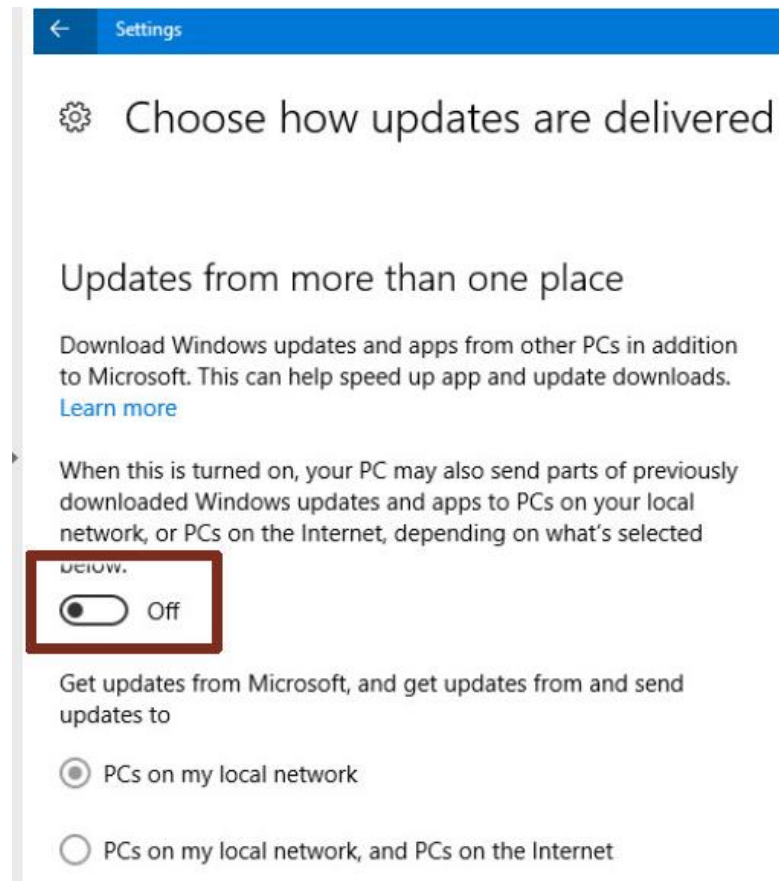 Settings
Choose how updates are delivered
Updates from more than one place
Download Windows updates and apps from other PCs in addition
to Microsoft. This can help speed up app and update downloads.
Learn more
When this is turned on, your PC may also send parts of previously
downloaded Windows updates and apps to PCs on your local
network, or PCs on the Internet, depending on what's selected
below.
Off
Get updates from Microsoft, and get updates from and send
updates to
PCs on my local network
PCs on my local network, and PCs on the Internet